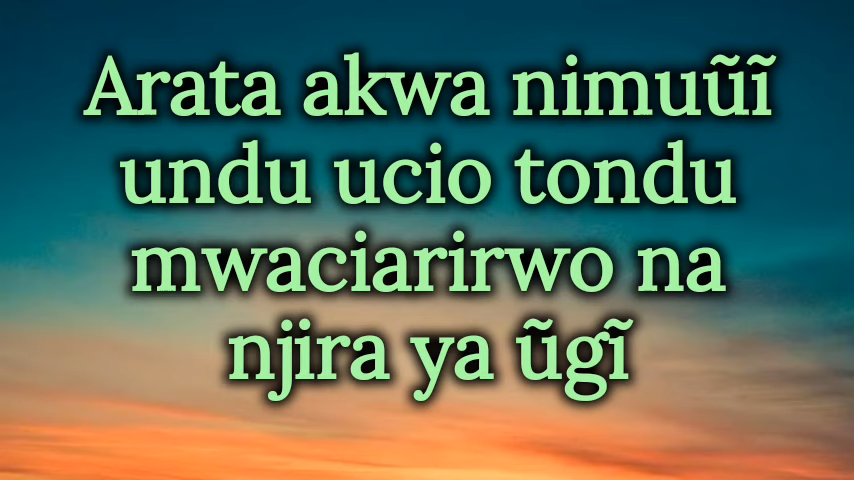 Arata akwa nimuũĩ
undu ucio tondu
mwaciarirwo na
njira ya ũgĩ